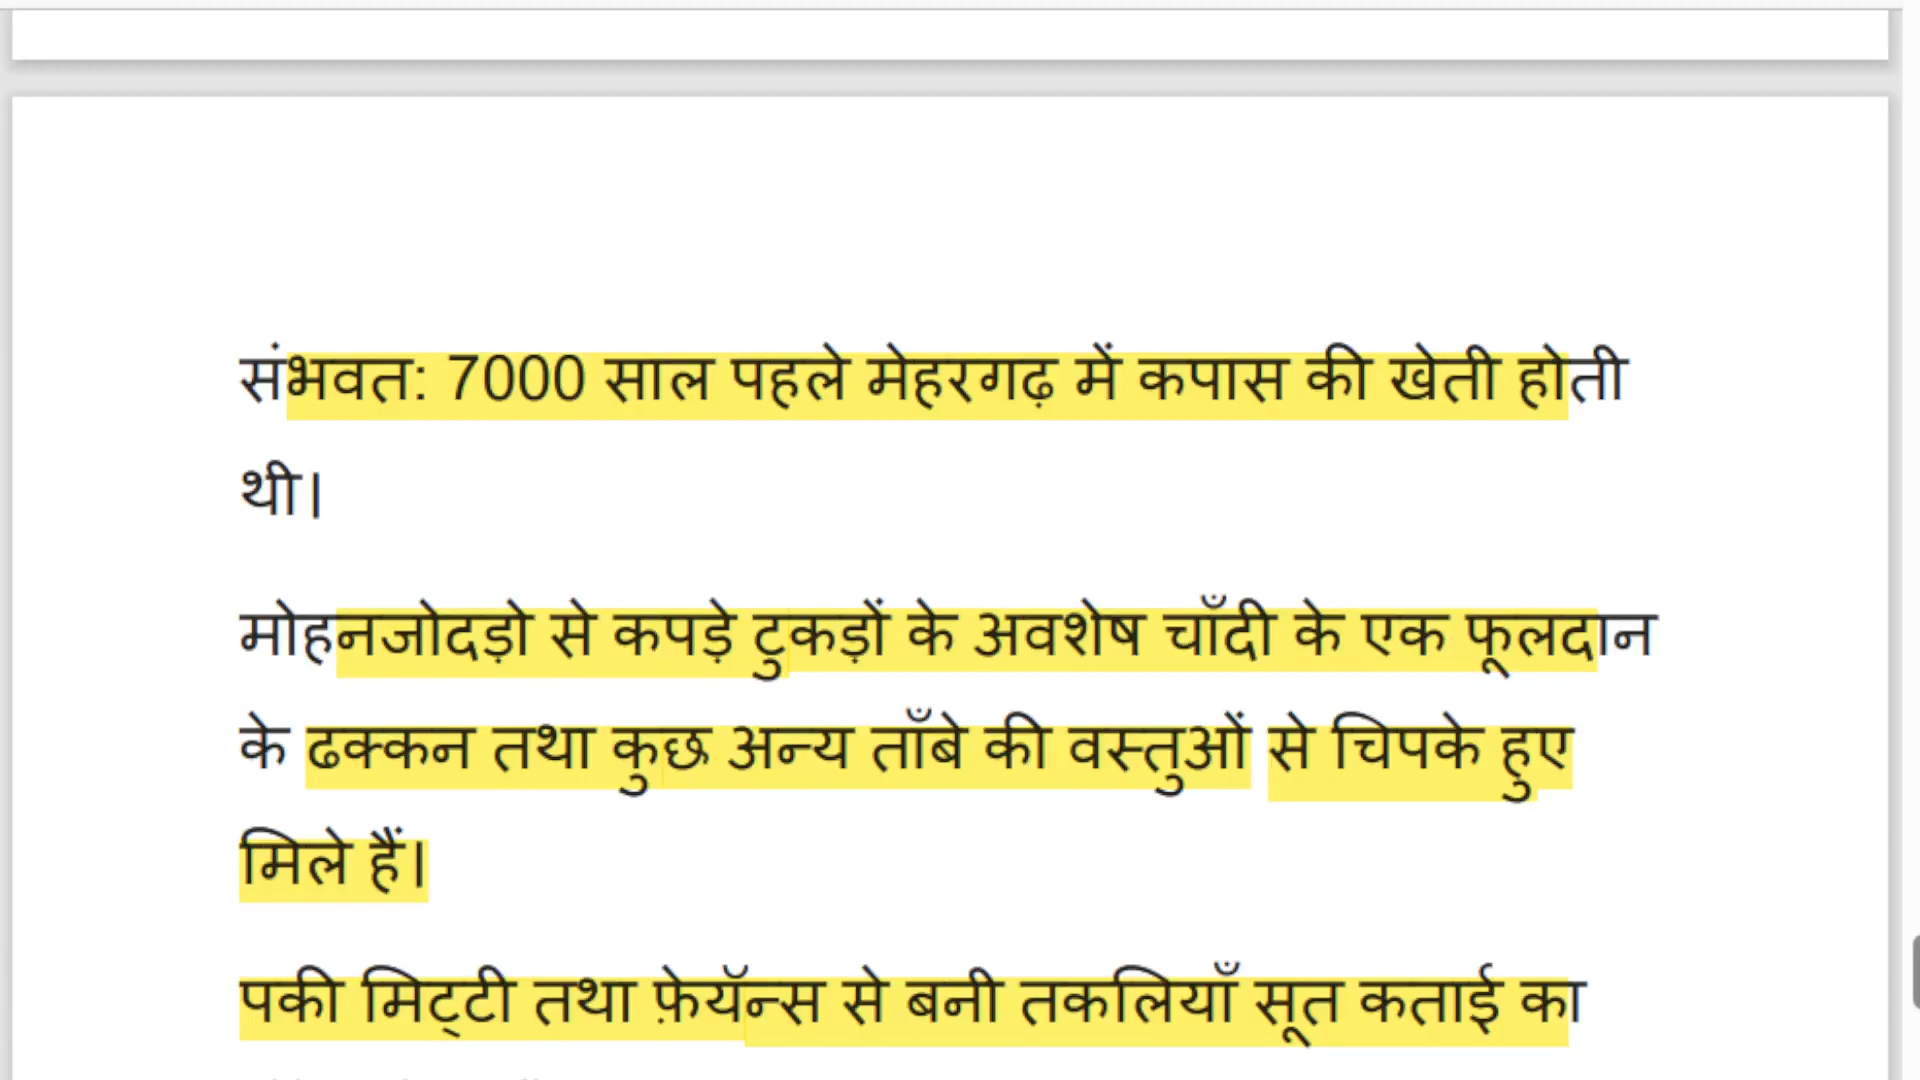 संभवत: 7000 साल पहले मेहरगढ़ में कपास की खेती होती
थी।
मोहनजोदड़ो से कपड़े टुकड़ों के अवशेष चाँदी के एक फूलदान
के ढक्कन तथा कुछ अन्य ताँबे की वस्तुओं से चिपके हुए
मिले हैं।
पकी मिट्टी तथा फ़ेयॅन्स से बनी तकलियाँ सूत कताई का